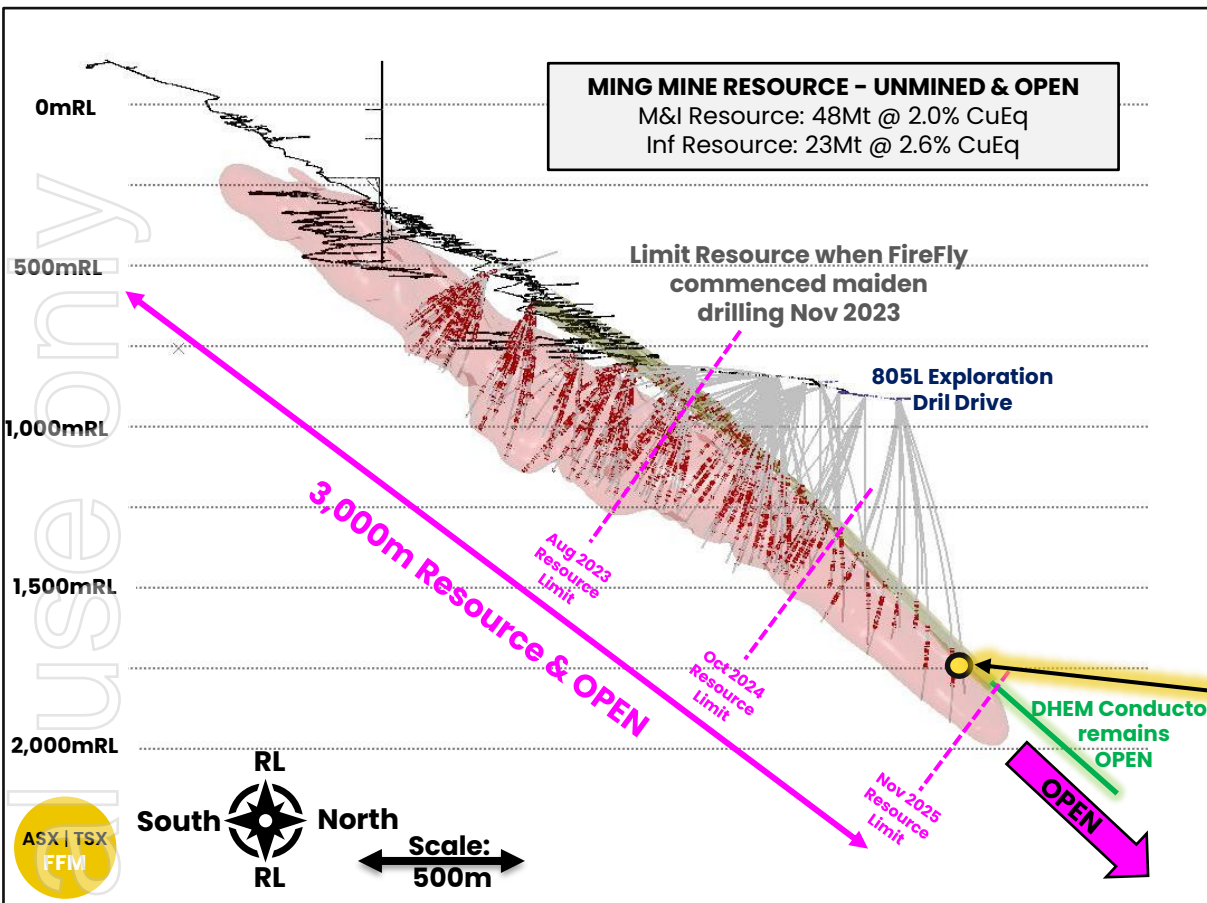 MING MINE RESOURCE - UNMINED & OPEN
M&I Resource: 48Mt @ 2.0% CuEq
Inf Resource: 23Mt @ 2.6% CuEq
0mRL
500mRL
1,000mRL
1,500mRL
2,000mRL
Limit Resource when FireFly
commenced maiden
drilling Nov 2023
805L Exploration
Dril Drive
Aug 2023
Resource
Limit
3,000m Resource & OPEN
Oct 2024
Resource
Limit
DHEM Conducto
remains
OPEN
Nov 2025
Resource
Limit
OPEN
RL
South
North
RL
Scale:
500m
ASX | TSX
FFM
al use only